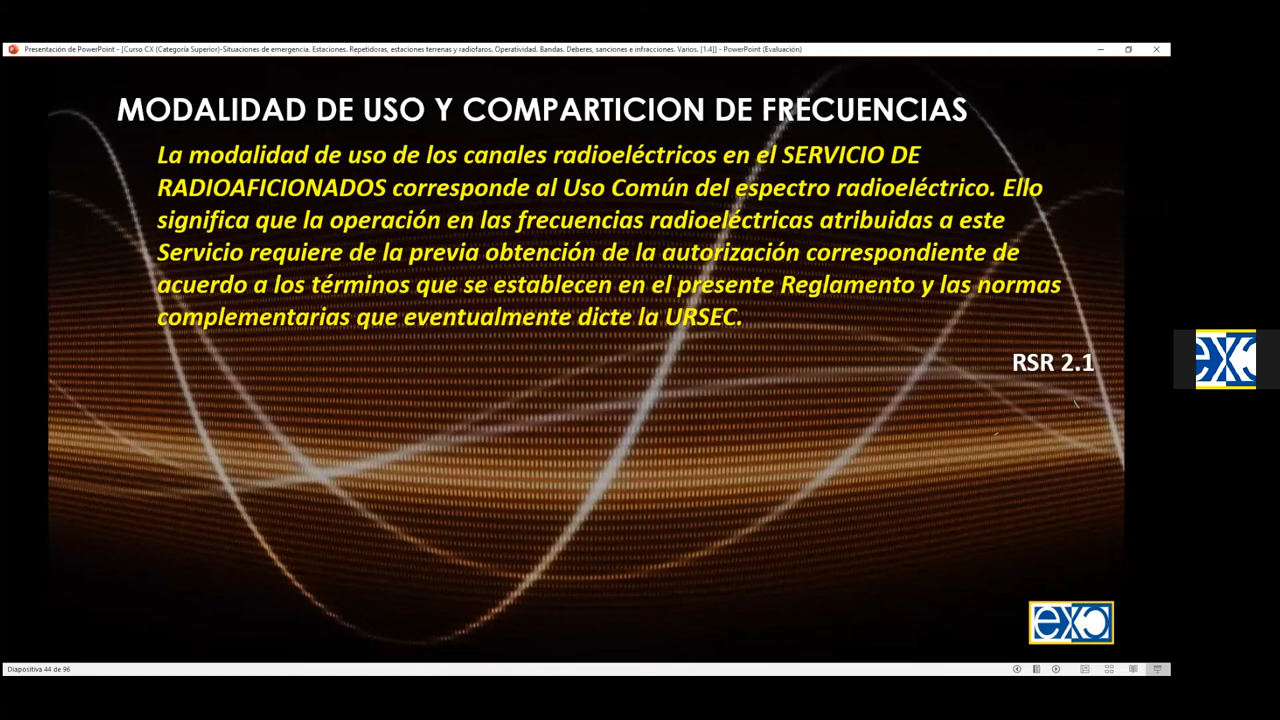 Presentación de PowerPoint - [Curso CX (Categoría Superior)-Situaciones de emergencia. Estaciones. Repetidoras, estaciones terrenas y radiofaros. Operatividad. Bandas. Deberes, sanciones e infracciones. Varios. [1.4]] - PowerPoint (Evaluación)
MODALIDAD DE USO Y COMPARTICION DE FRECUENCIAS
La modalidad de uso de los canales radioeléctricos en el SERVICIO DE
RADIOAFICIONADOS corresponde al Uso Común del espectro radioeléctrico. Ello
significa que la operación en las frecuencias radioeléctricas atribuidas a este
Servicio requiere de la previa obtención de la autorización correspondiente de
acuerdo a los términos que se establecen en el presente Reglamento y las normas
complementarias que eventualmente dicte la URSEC.
RSR 2.1
exc
exc
Diapositiva 44 de 96